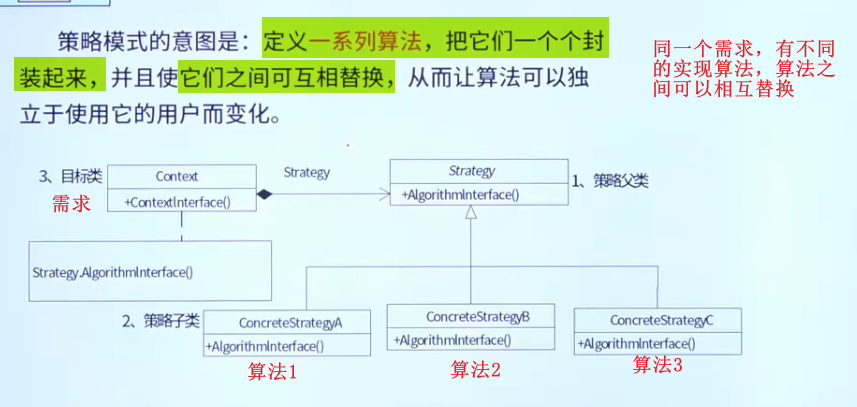 策略模式的意图是：定义一系列算法，把它们一个个封
装起来，并且使它们之间可互相替换，从而让算法可以独
立于使用它的用户而变化。
同一个需求，有不同
的实现算法，算法之
间可以相互替换
3、目标类
需求
Context
+ContextInterface()
Strategy
Strategy
+AlgorithmInterface()
1、策略父类
Strategy.AlgorithmInterface()
2、策略子类
ConcreteStrategyA
+AlgorithmInterface()
算法1
ConcreteStrategyB
+AlgorithmInterface()
算法2
ConcreteStrategyC
+AlgorithmInterface()
算法3